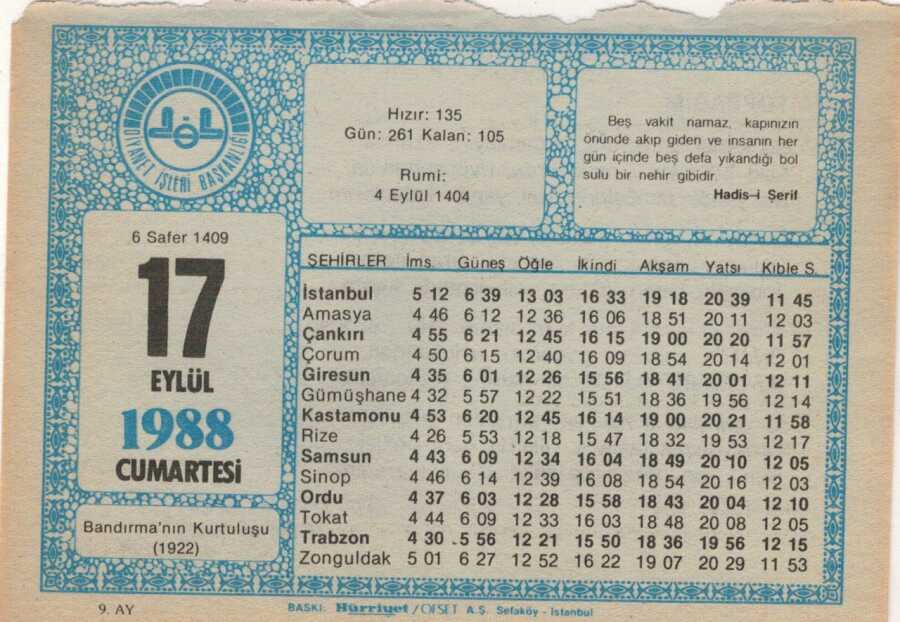 DİYANET İŞLERİ BAŞKANLIĞI
Hızır: 135
Gün: 261 Kalan: 105
Rumi:
4 Eylül 1404
Beş vakit namaz, kapınızın
önünde akıp giden ve insanın her
gün içinde beş defa yıkandığı bol
sulu bir nehir gibidir.
Hadis-i Şerif
6 Safer 1409
17
EYLÜL
1988
CUMARTESİ
Bandırma'nın Kurtuluşu
(1922)
ŞEHİRLER İms. Güneş Öğle İkindi Akşam Yatsı Kıble S.
İstanbul 5 12 6 39 13 03 16 33 19 18 20 39 11 45
Amasya 4 46 6 12 12 36 16 06 18 51 20 11 12 03
Çankırı 4 55 6 21 12 45 16 15 19 00 20 20 11 57
Çorum 4 50 6 15 12 40 16 09 18 54 20 14 12 01
Giresun 4 35 6 01 12 26 15 56 18 41 20 01 12 11
Gümüşhane 4 32 5 57 12 22 15 51 18 36 19 56 12 14
Kastamonu 4 53 6 20 12 45 16 14 19 00 20 21 11 58
Rize 4 26 5 53 12 18 15 47 18 32 19 53 12 17
Samsun 4 43 6 09 12 34 16 04 18 49 20 10 12 05
Sinop 4 46 6 14 12 39 16 08 18 54 20 16 12 03
Ordu 4 37 6 03 12 28 15 58 18 43 20 04 12 10
Tokat 4 44 6 09 12 33 16 03 18 48 20 08 12 05
Trabzon 4 30 5 56 12 21 15 50 18 36 19 56 12 15
Zonguldak 5 01 6 27 12 52 16 22 19 07 20 29 11 53
9. AY
BASKI: Hürriyet / OFSET A.Ş. Sefaköy - İstanbul